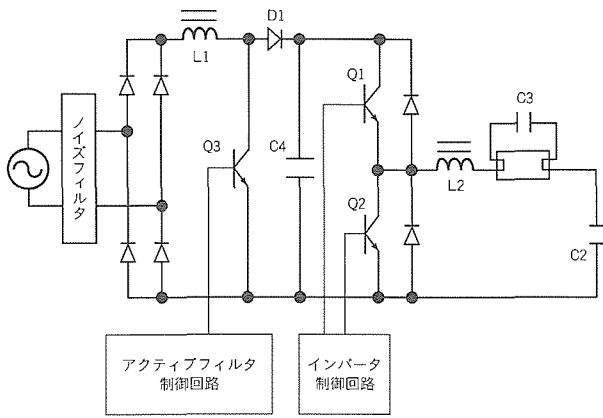 D1
L1
Q1
C3
ノイズフィルタ
Q3
C4
L2
Q2
C2
アクティブフィルタ
制御回路
インバータ
制御回路